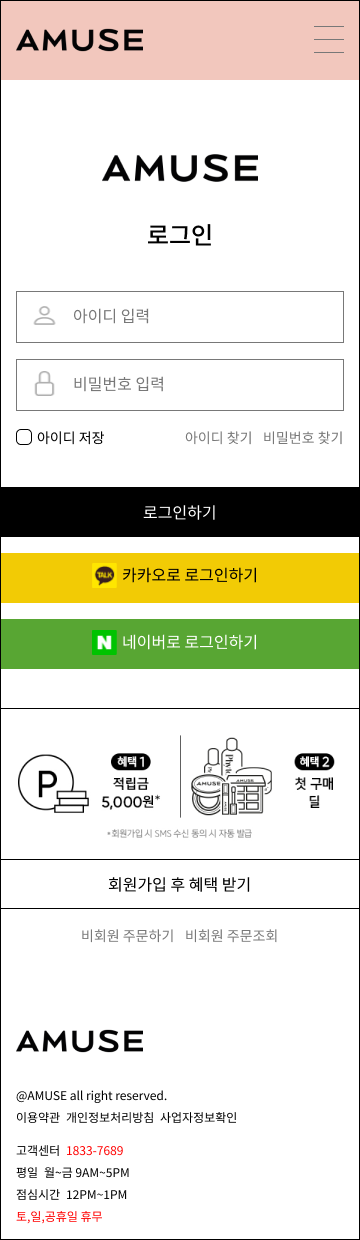 AMUSE
AMUSE
로그인
아이디 입력
비밀번호 입력
아이디 저장 아이디 찾기 비밀번호 찾기
로그인하기
TALK 카카오로 로그인하기
N 네이버로 로그인하기
P
혜택 1
적립금
5,000원*
혜택 2
첫 구매
딜
*회원가입 시 SMS 수신 동의 시 자동 발급
회원가입 후 혜택 받기
비회원 주문하기 비회원 주문조회
AMUSE
@AMUSE all right reserved.
이용약관 개인정보처리방침 사업자정보확인
고객센터 1833-7689
평일 월~금 9AM~5PM
점심시간 12PM~1PM
토,일,공휴일 휴무